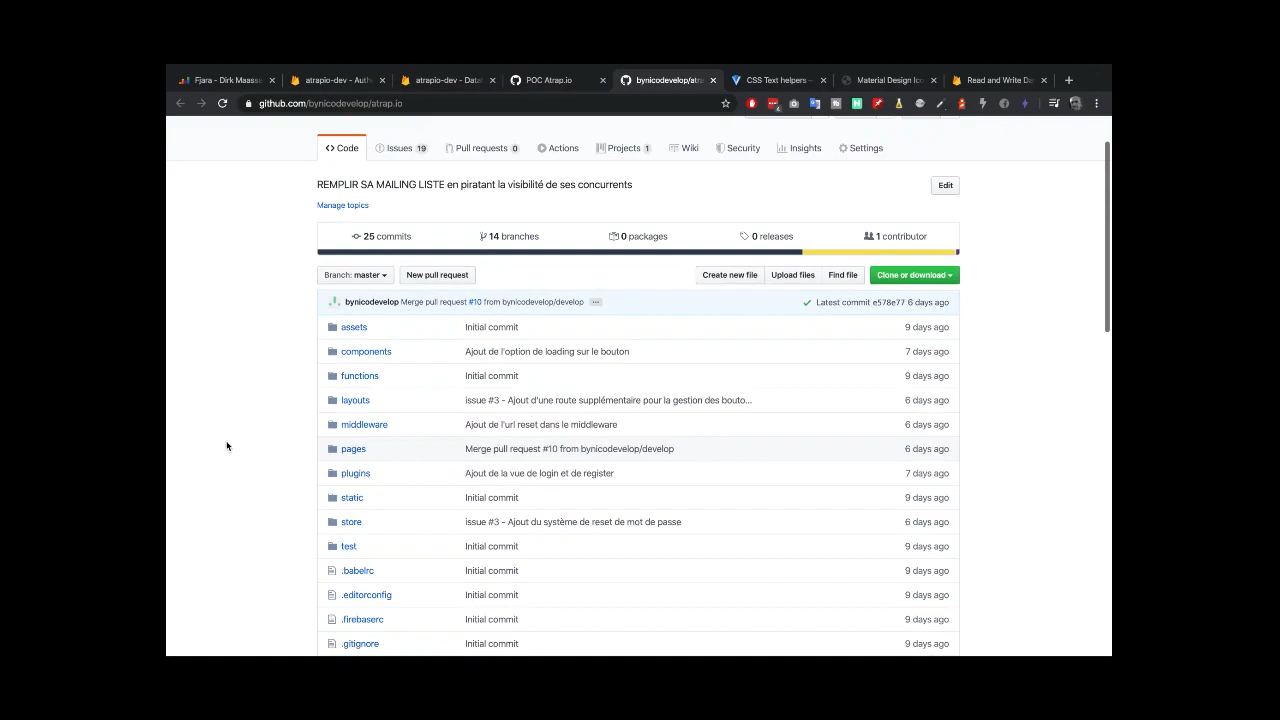 Fjara - Dirk Maasse
atrapio-dev - Auth
atrapio-dev - Data
POC Atrap.io
bynicodevelop/atra
CSS Text helpers —
Material Design Ico
Read and Write Da
github.com/bynicodevelop/atrap.io
Code
Issues 19
Pull requests 0
Actions
Projects 1
Wiki
Security
Insights
Settings
REMPLIR SA MAILING LISTE en piratant la visibilité de ses concurrents
Edit
Manage topics
25 commits
14 branches
0 packages
0 releases
1 contributor
Branch: master
New pull request
Create new file
Upload files
Find file
Clone or download
bynicodevelop Merge pull request #10 from bynicodevelop/develop ...
Latest commit e578e77 6 days ago
assets Initial commit 9 days ago
components Ajout de l'option de loading sur le bouton 7 days ago
functions Initial commit 9 days ago
layouts issue #3 - Ajout d'une route supplémentaire pour la gestion des bouto... 6 days ago
middleware Ajout de l'url reset dans le middleware 6 days ago
pages Merge pull request #10 from bynicodevelop/develop 6 days ago
plugins Ajout de la vue de login et de register 7 days ago
static Initial commit 9 days ago
store issue #3 - Ajout du système de reset de mot de passe 6 days ago
test Initial commit 9 days ago
.babelrc Initial commit 9 days ago
.editorconfig Initial commit 9 days ago
.firebaserc Initial commit 9 days ago
.gitignore Initial commit 9 days ago